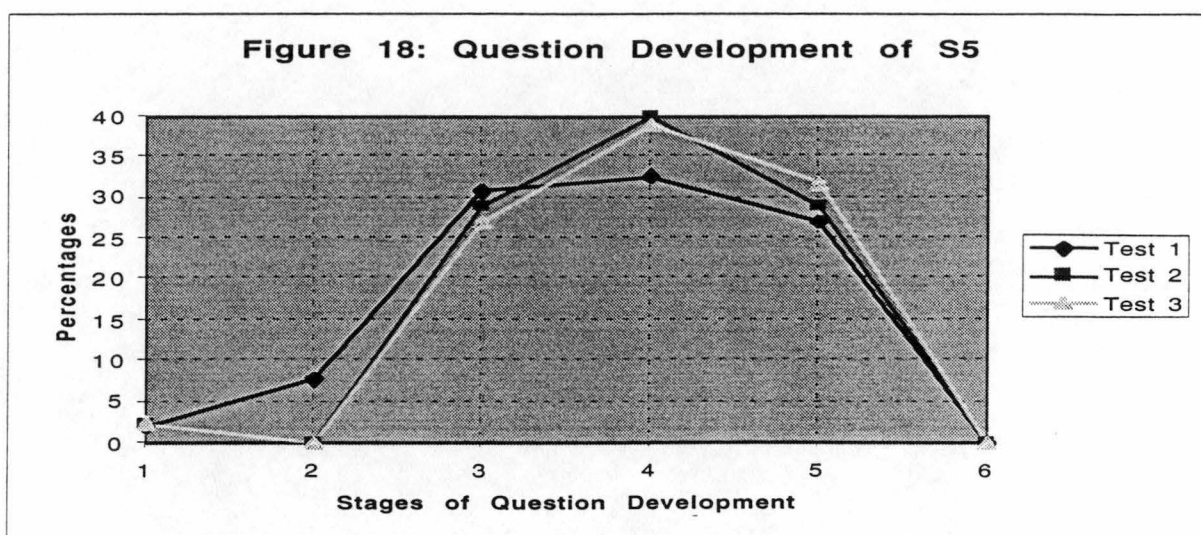 Figure 18: Question Development of S5
40
35
30
25
20
15
10
5
0
Percentages
1 2 3 4 5 6
Stages of Question Development
Test 1
Test 2
Test 3